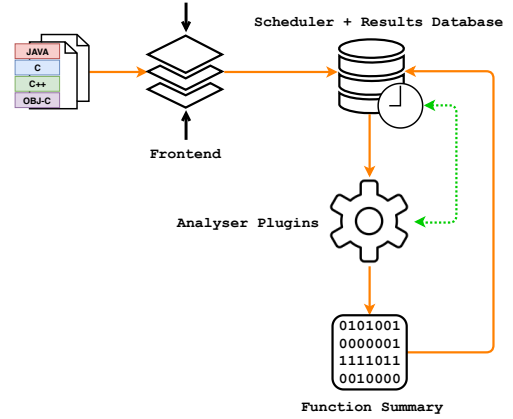 Scheduler + Results Database
JAVA
C
C++
OBJ-C
Frontend
Analyser Plugins
0101001
0000001
1111011
0010000
Function Summary